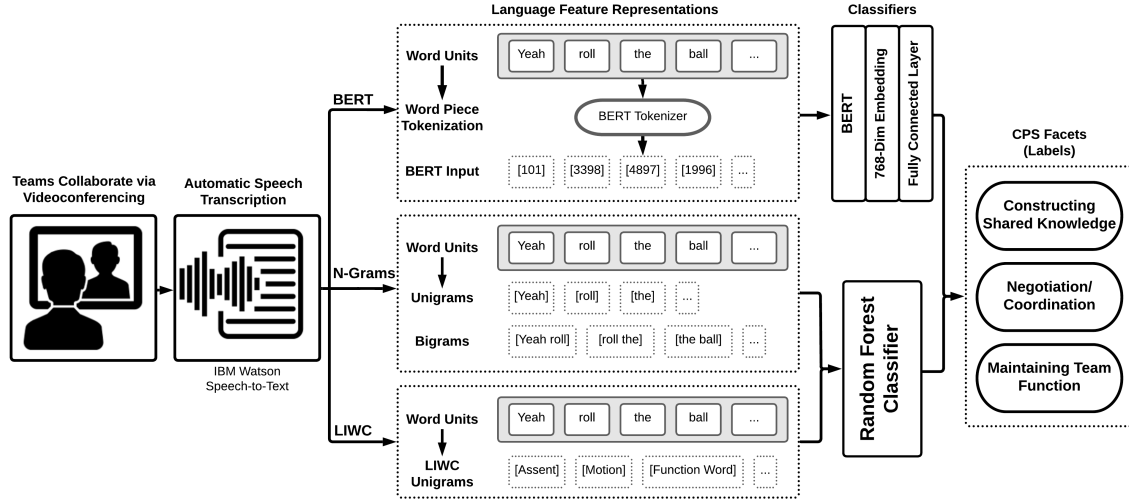 Language Feature Representations
Classifiers
Teams Collaborate via
Videoconferencing
Automatic Speech
Transcription
IBM Watson
Speech-to-Text
BERT
Word Units
Yeah roll the ball ...
Word Piece
Tokenization
BERT Tokenizer
BERT Input
[101] [3398] [4897] [1996] ...
N-Grams
Word Units
Yeah roll the ball ...
Unigrams
[Yeah] [roll] [the] ...
Bigrams
[Yeah roll] [roll the] [the ball] ...
LIWC
Word Units
Yeah roll the ball ...
LIWC
Unigrams
[Assent] [Motion] [Function Word] ...
BERT
768-Dim Embedding
Fully Connected Layer
Random Forest
Classifier
CPS Facets
(Labels)
Constructing
Shared Knowledge
Negotiation/
Coordination
Maintaining Team
Function